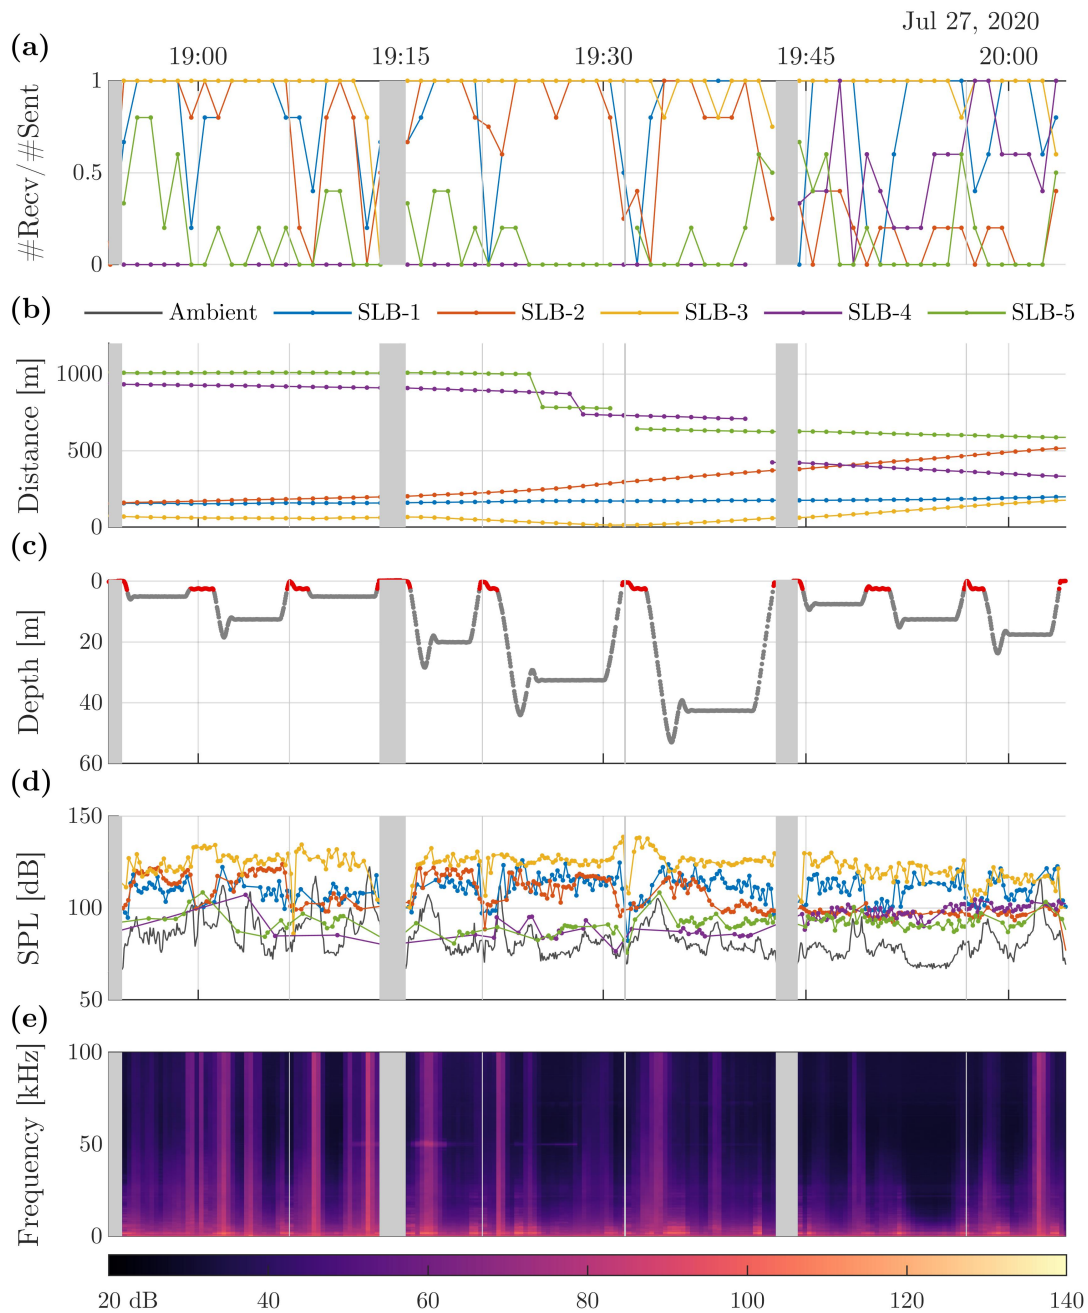 Jul 27, 2020
(a)
19:00 19:15 19:30 19:45 20:00
#Recv/#Sent
1
0.5
0
(b)
Ambient SLB-1 SLB-2 SLB-3 SLB-4 SLB-5
Distance [m]
1000
500
0
(c)
Depth [m]
0
20
40
60
(d)
SPL [dB]
150
100
50
(e)
Frequency [kHz]
100
50
0
20 dB 40 60 80 100 120 140